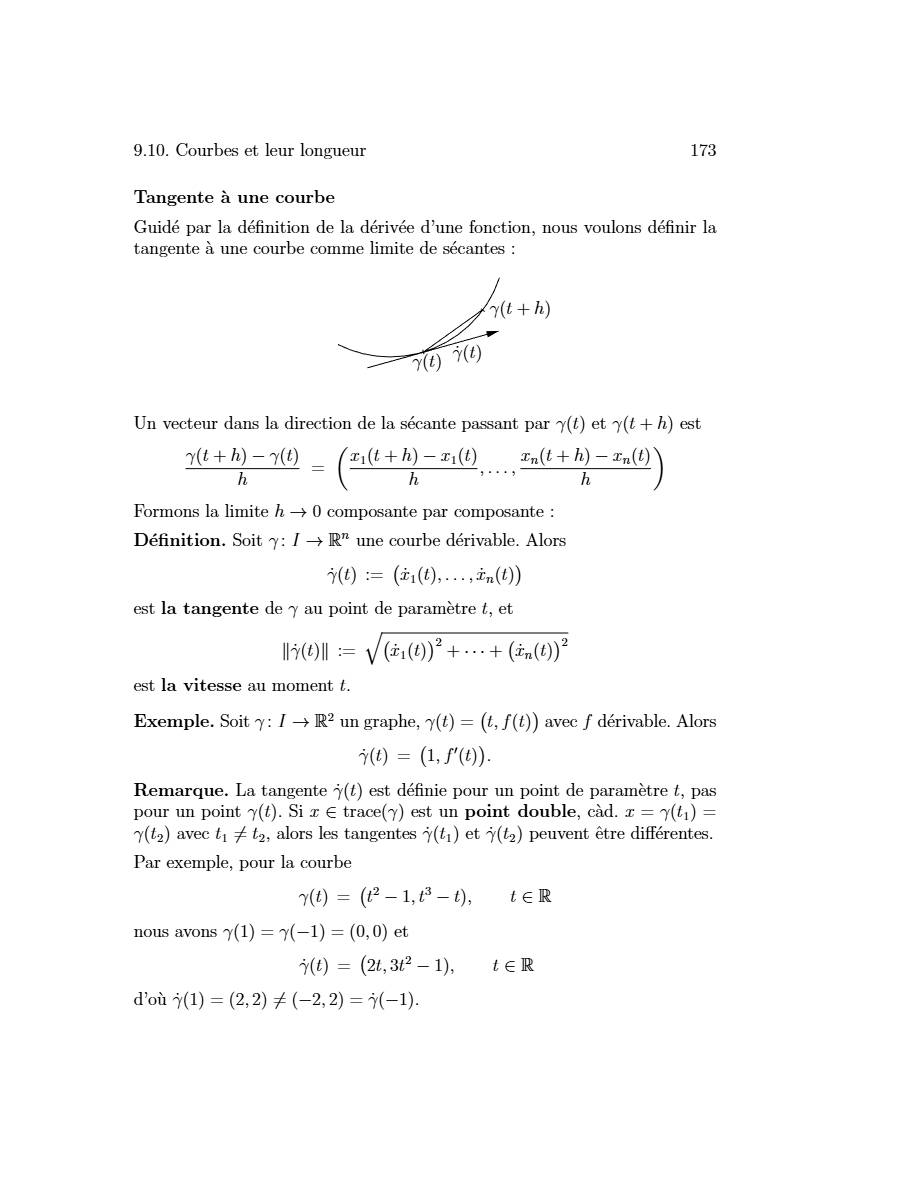 9.10. Courbes et leur longueur 173
Tangente à une courbe
Guidé par la définition de la dérivée d'une fonction, nous voulons définir la
tangente à une courbe comme limite de sécantes :
γ(t + h)
γ̇(t)
γ(t)
Un vecteur dans la direction de la sécante passant par γ(t) et γ(t + h) est
(γ(t + h) − γ(t))/h = ((x₁(t + h) − x₁(t))/h, . . . , (xₙ(t + h) − xₙ(t))/h)
Formons la limite h → 0 composante par composante :
Définition. Soit γ: I → ℝⁿ une courbe dérivable. Alors
γ̇(t) := (ẋ₁(t), . . . , ẋₙ(t))
est la tangente de γ au point de paramètre t, et
‖γ̇(t)‖ := √((ẋ₁(t))² + · · · + (ẋₙ(t))²)
est la vitesse au moment t.
Exemple. Soit γ: I → ℝ² un graphe, γ(t) = (t, f(t)) avec f dérivable. Alors
γ̇(t) = (1, f′(t)).
Remarque. La tangente γ̇(t) est définie pour un point de paramètre t, pas
pour un point γ(t). Si x ∈ trace(γ) est un point double, càd. x = γ(t₁) =
γ(t₂) avec t₁ ≠ t₂, alors les tangentes γ̇(t₁) et γ̇(t₂) peuvent être différentes.
Par exemple, pour la courbe
γ(t) = (t² − 1, t³ − t), t ∈ ℝ
nous avons γ(1) = γ(−1) = (0, 0) et
γ̇(t) = (2t, 3t² − 1), t ∈ ℝ
d'où γ̇(1) = (2, 2) ≠ (−2, 2) = γ̇(−1).